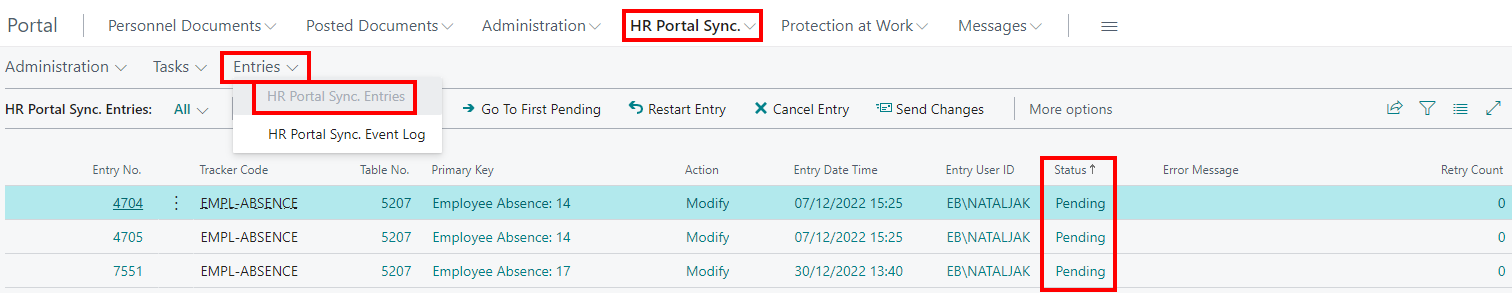 Portal Personnel Documents Posted Documents Administration HR Portal Sync. Protection at Work Messages
Administration Tasks Entries
HR Portal Sync. Entries
HR Portal Sync. Entries: All Go To First Pending Restart Entry Cancel Entry Send Changes More options
HR Portal Sync. Event Log
Entry No. Tracker Code Table No. Primary Key Action Entry Date Time Entry User ID Status↑ Error Message Retry Count
4704 EMPL-ABSENCE 5207 Employee Absence: 14 Modify 07/12/2022 15:25 EB\NATALJAK Pending 0
4705 EMPL-ABSENCE 5207 Employee Absence: 14 Modify 07/12/2022 15:25 EB\NATALJAK Pending 0
7551 EMPL-ABSENCE 5207 Employee Absence: 17 Modify 30/12/2022 13:40 EB\NATALJAK Pending 0